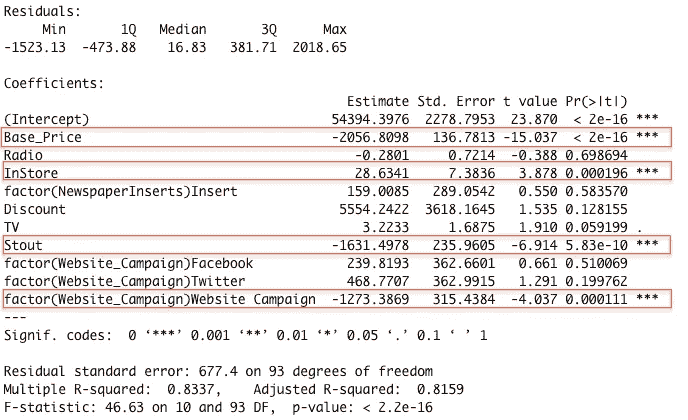 Residuals:
Min 1Q Median 3Q Max
-1523.13 -473.88 16.83 381.71 2018.65
Coefficients:
Estimate Std. Error t value Pr(>|t|)
(Intercept) 54394.3976 2278.7953 23.870 < 2e-16 ***
Base_Price -2056.8098 136.7813 -15.037 < 2e-16 ***
Radio -0.2801 0.7214 -0.388 0.698694
InStore 28.6341 7.3836 3.878 0.000196 ***
factor(NewspaperInserts)Insert 159.0085 289.0542 0.550 0.583570
Discount 5554.2422 3618.1645 1.535 0.128155
TV 3.2233 1.6875 1.910 0.059199 .
Stout -1631.4978 235.9605 -6.914 5.83e-10 ***
factor(Website_Campaign)Facebook 239.8193 362.6601 0.661 0.510069
factor(Website_Campaign)Twitter 468.7707 362.9915 1.291 0.199762
factor(Website_Campaign)Website Campaign -1273.3869 315.4384 -4.037 0.000111 ***
---
Signif. codes: 0 ‘***’ 0.001 ‘**’ 0.01 ‘*’ 0.05 ‘.’ 0.1 ‘ ’ 1
Residual standard error: 677.4 on 93 degrees of freedom
Multiple R-squared: 0.8337, Adjusted R-squared: 0.8159
F-statistic: 46.63 on 10 and 93 DF, p-value: < 2.2e-16